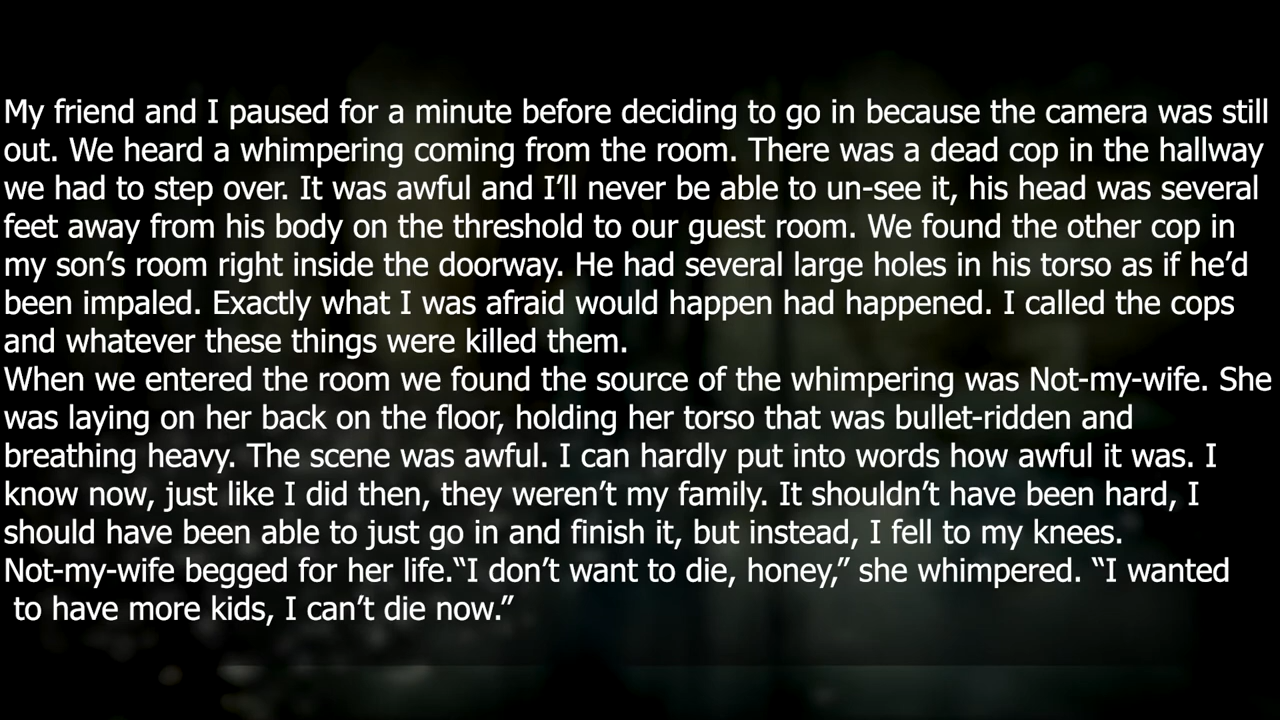 My friend and I paused for a minute before deciding to go in because the camera was still
out. We heard a whimpering coming from the room. There was a dead cop in the hallway
we had to step over. It was awful and I’ll never be able to un-see it, his head was several
feet away from his body on the threshold to our guest room. We found the other cop in
my son’s room right inside the doorway. He had several large holes in his torso as if he’d
been impaled. Exactly what I was afraid would happen had happened. I called the cops
and whatever these things were killed them.
When we entered the room we found the source of the whimpering was Not-my-wife. She
was laying on her back on the floor, holding her torso that was bullet-ridden and
breathing heavy. The scene was awful. I can hardly put into words how awful it was. I
know now, just like I did then, they weren’t my family. It shouldn’t have been hard, I
should have been able to just go in and finish it, but instead, I fell to my knees.
Not-my-wife begged for her life.“I don’t want to die, honey,” she whimpered. “I wanted
to have more kids, I can’t die now.”